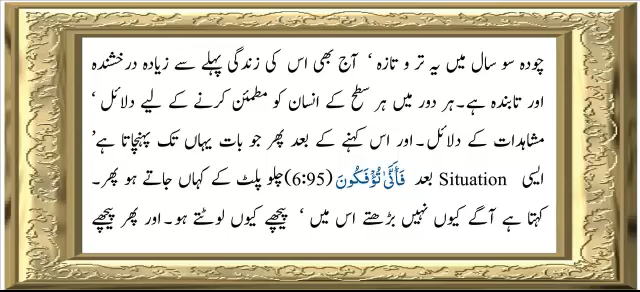 چودہ سو سال میں یہ تر و تازہ ‘ آج بھی اس کی زندگی پہلے سے زیادہ درخشندہ
اور تابندہ ہے۔ہر دور میں ہر سطح کے انسان کو مطمئن کرنے کے لیے دلائل ‘
مشاہدات کے دلائل۔اور اس کہنے کے بعد پھر جو بات یہاں تک پہنچاتا ہے’
ایسی Situation بعد فَاَنّٰی تُؤْفَکُونَ (6:95)چلو پلٹ کے کہاں جاتے ہو پھر۔
کہتا ہے آگے کیوں نہیں بڑھتے اس میں ‘ پیچھے کیوں لوٹتے ہو۔اور پھر پیچھے